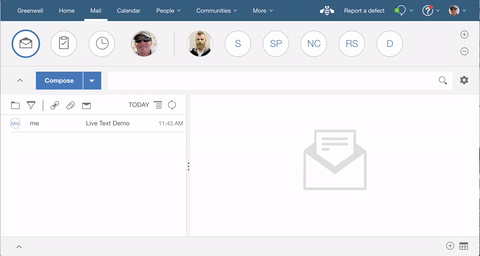 Greenwell Home Mail Calendar People Communities More Report a defect
S SP NC RS D
Compose
TODAY
MW me Live Text Demo 11:43 AM